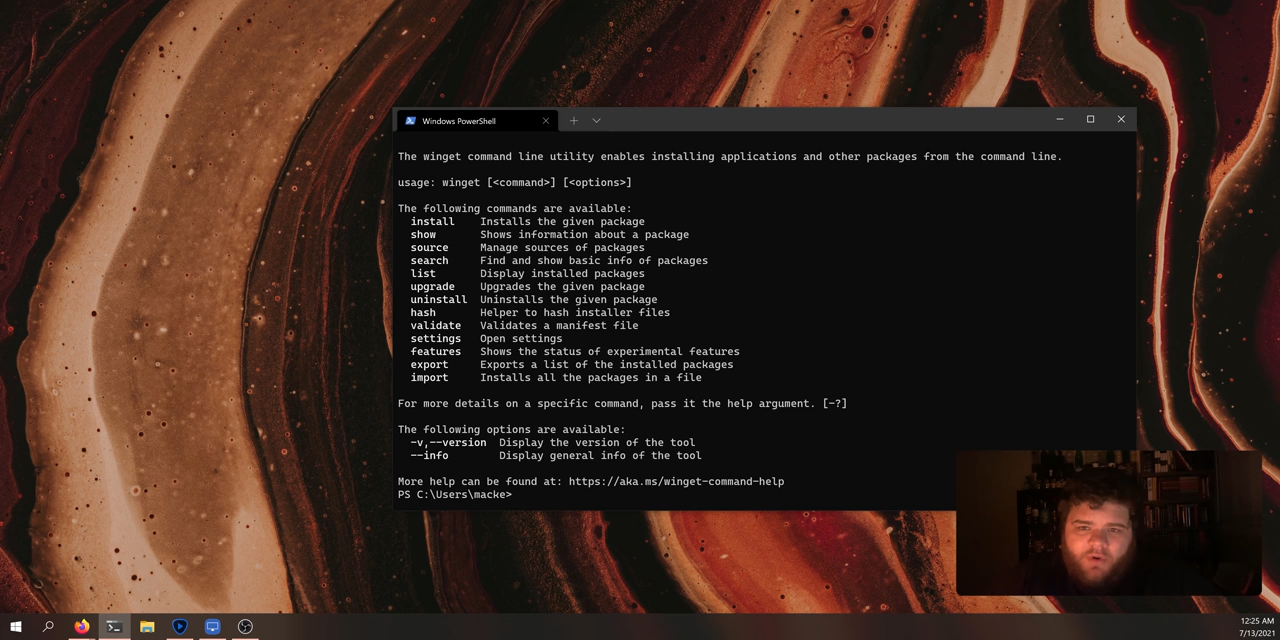 Windows PowerShell
The winget command line utility enables installing applications and other packages from the command line.
usage: winget [<command>] [<options>]
The following commands are available:
install Installs the given package
show Shows information about a package
source Manage sources of packages
search Find and show basic info of packages
list Display installed packages
upgrade Upgrades the given package
uninstall Uninstalls the given package
hash Helper to hash installer files
validate Validates a manifest file
settings Open settings
features Shows the status of experimental features
export Exports a list of the installed packages
import Installs all the packages in a file
For more details on a specific command, pass it the help argument. [-?]
The following options are available:
-v,--version Display the version of the tool
--info Display general info of the tool
More help can be found at: https://aka.ms/winget-command-help
PS C:\Users\macke>
12:25 AM
7/13/2021